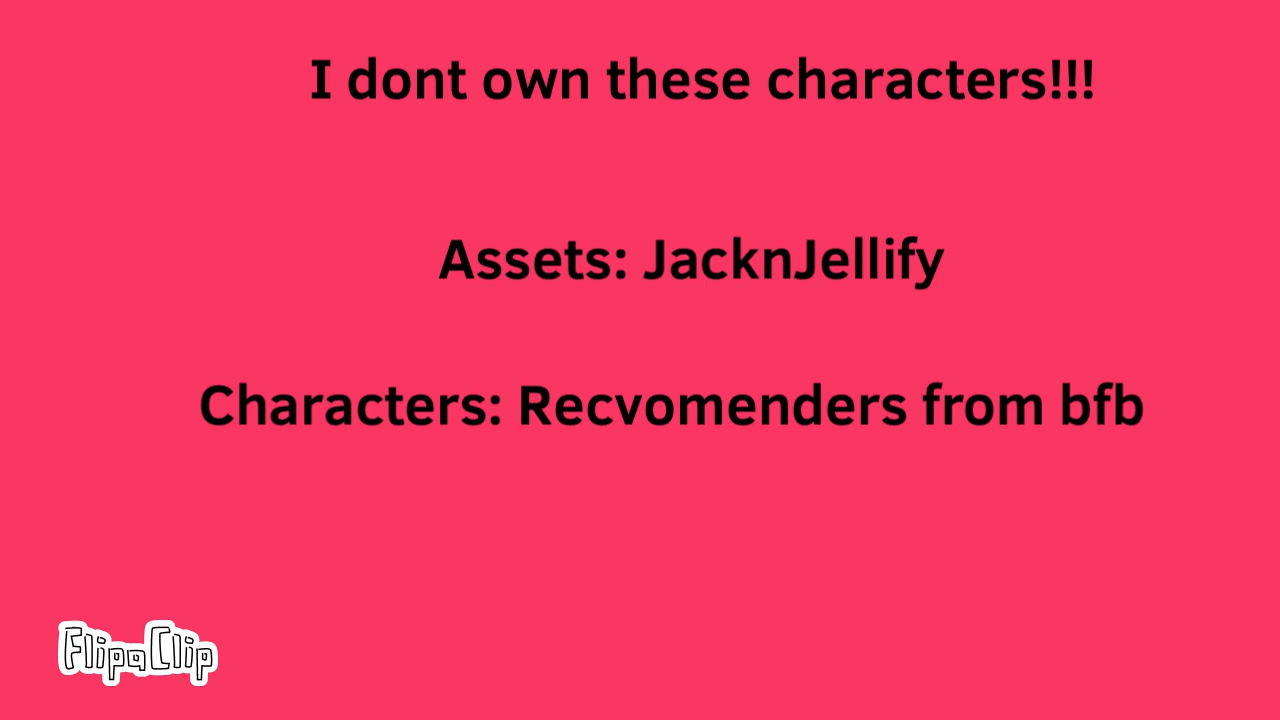 I dont own these characters!!!
Assets: JacknJellify
Characters: Recvomenders from bfb
FlipaClip